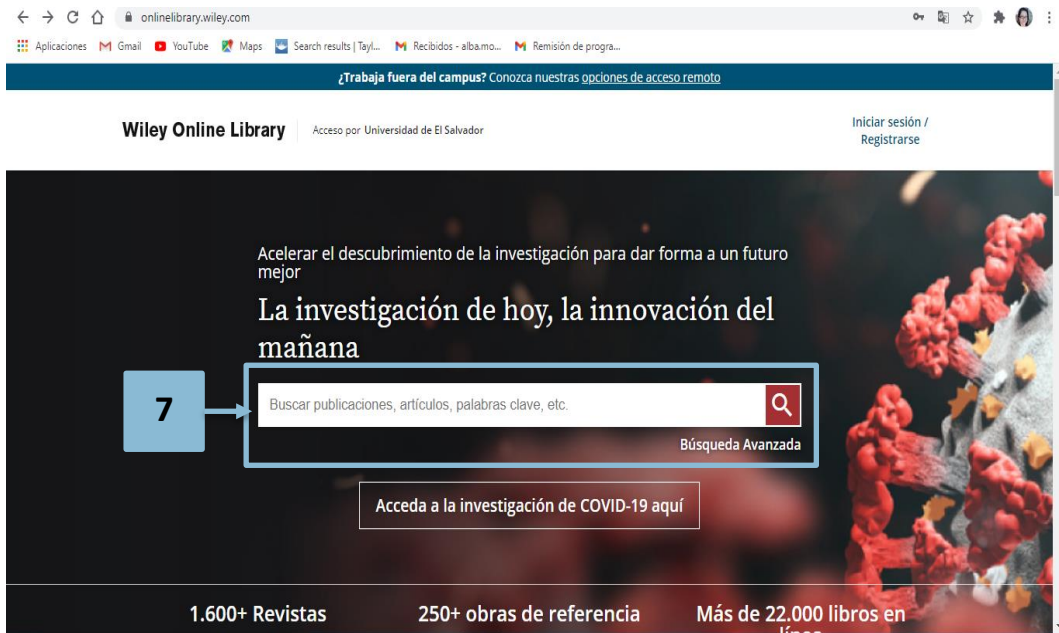 onlinelibrary.wiley.com
Aplicaciones Gmail YouTube Maps Search results | Tayl... Recibidos - alba.mo... Remisión de progra...
¿Trabaja fuera del campus? Conozca nuestras opciones de acceso remoto
Wiley Online Library Acceso por Universidad de El Salvador
Iniciar sesión /
Registrarse
Acelerar el descubrimiento de la investigación para dar forma a un futuro
mejor
La investigación de hoy, la innovación del
mañana
7
Buscar publicaciones, artículos, palabras clave, etc.
Búsqueda Avanzada
Acceda a la investigación de COVID-19 aquí
1.600+ Revistas 250+ obras de referencia Más de 22.000 libros en
línea